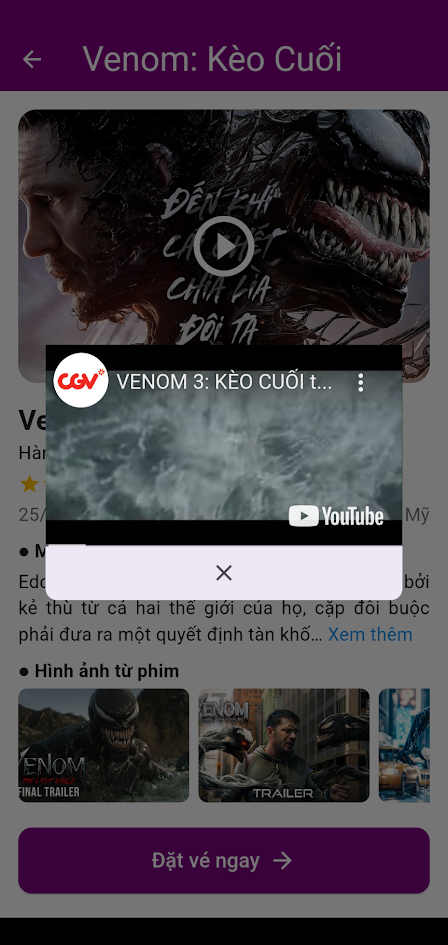 Venom: Kèo Cuối
ĐẾN KHI
CÁI CHẾT
CHIA LÌA
ĐÔI TA
CGV VENOM 3: KÈO CUỐI t...
YouTube
Ve
Hàn
25/ Mỹ
● M
Edd bởi
kẻ thù từ cả hai thế giới của họ, cặp đôi buộc
phải đưa ra một quyết định tàn khố... Xem thêm
● Hình ảnh từ phim
VENOM
THE LAST DANCE
FINAL TRAILER
VENOM
TRAILER
Đặt vé ngay